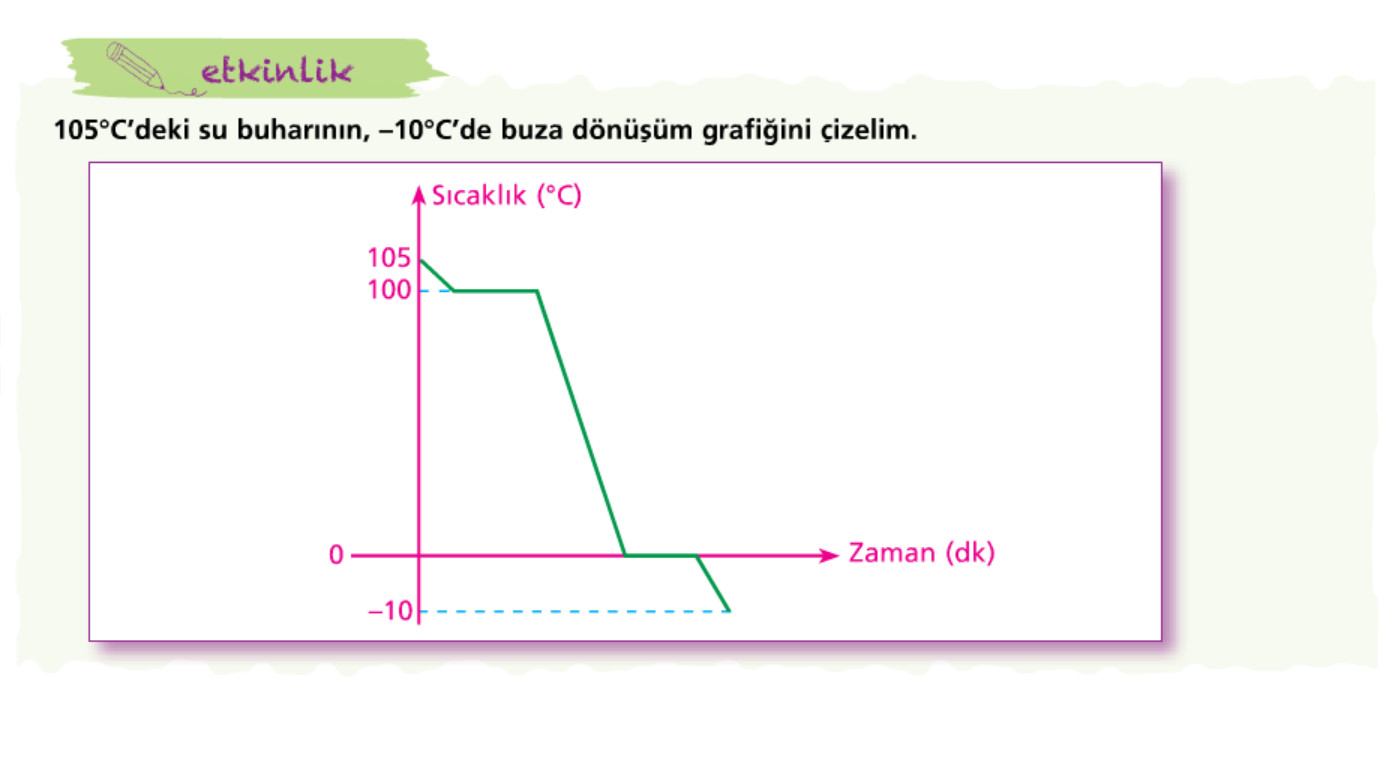 etkinlik
105°C’deki su buharının, –10°C’de buza dönüşüm grafiğini çizelim.
Sıcaklık (°C)
105
100
0
Zaman (dk)
–10